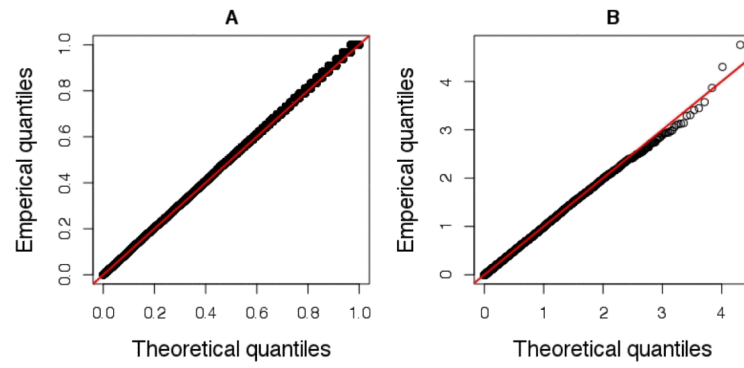 A
B
Emperical quantiles
1.0
0.8
0.6
0.4
0.2
0.0
0.0 0.2 0.4 0.6 0.8 1.0
Theoretical quantiles
Emperical quantiles
4
3
2
1
0
0 1 2 3 4
Theoretical quantiles